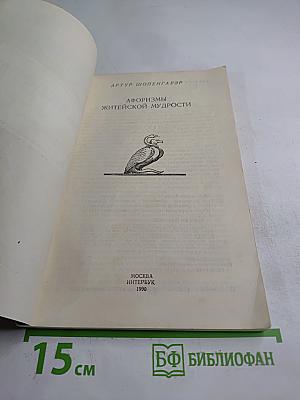 АРТУР ШОПЕНГАУЭР
АФОРИЗМЫ
ЖИТЕЙСКОЙ МУДРОСТИ
МОСКВА
ИНТЕРБУК
1990
15 см
БФ БИБЛИОФАН